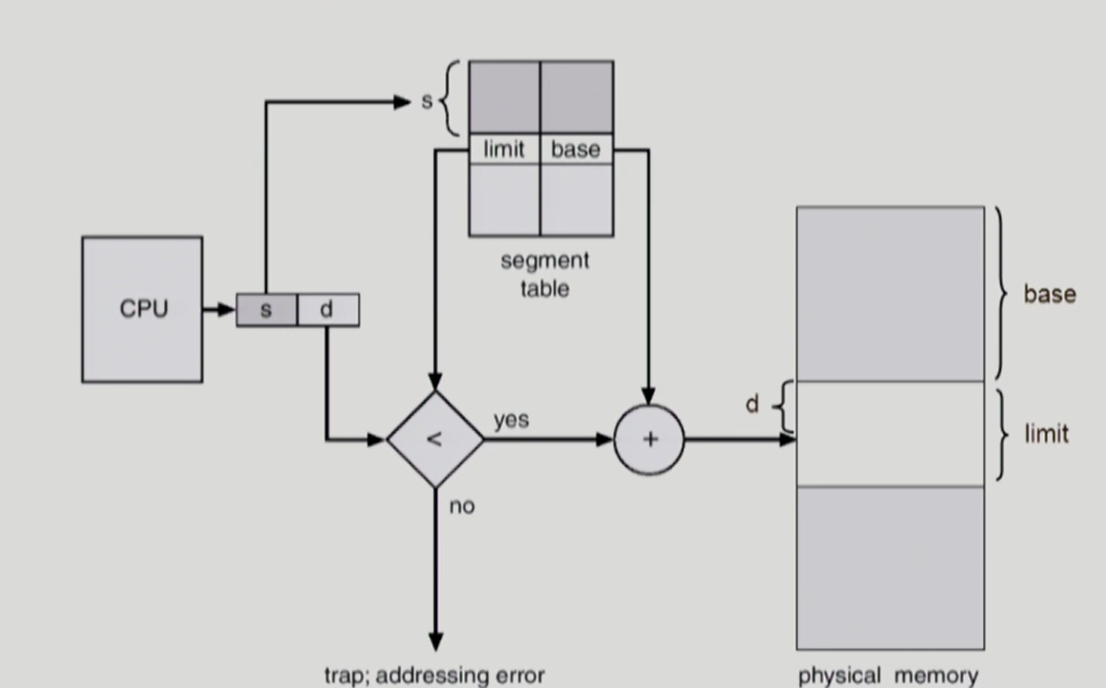 s
limit base
segment
table
CPU
s d
base
d
limit
<
yes
+
no
trap; addressing error
physical memory